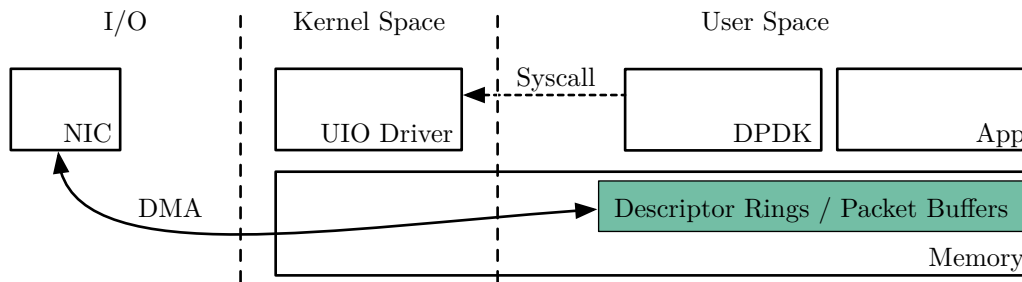 I/O
Kernel Space
User Space
Syscall
NIC
UIO Driver
DPDK
App
DMA
Descriptor Rings / Packet Buffers
Memory